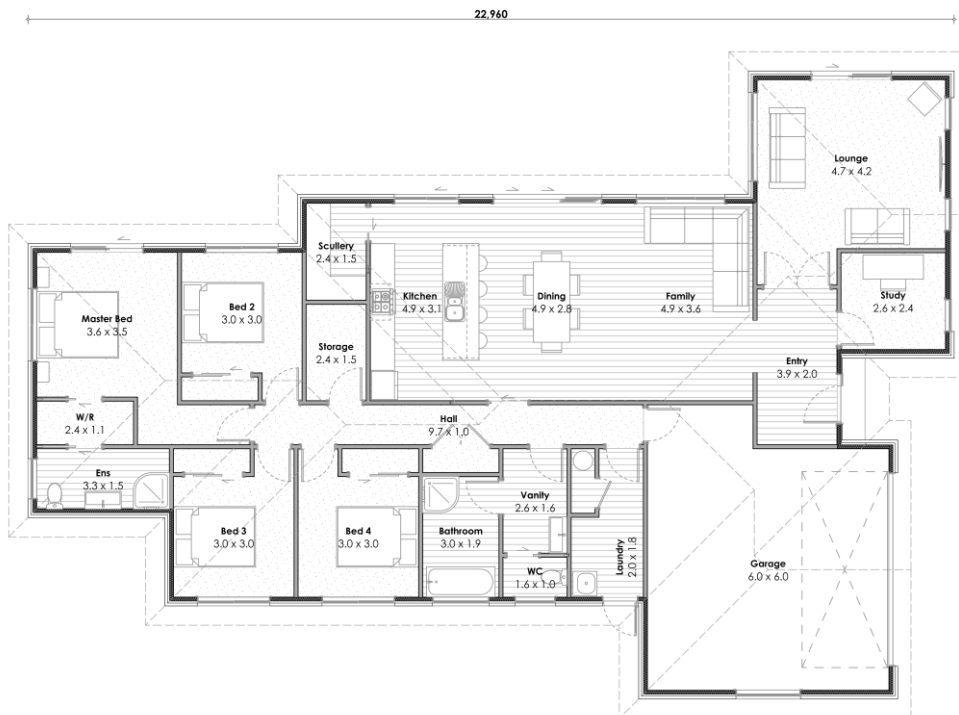 22,960
Lounge
4.7 x 4.2
Scullery
2.4 x 1.5
Kitchen
4.9 x 3.1
Dining
4.9 x 2.8
Family
4.9 x 3.6
Study
2.6 x 2.4
Master Bed
3.6 x 3.5
Bed 2
3.0 x 3.0
Storage
2.4 x 1.5
Entry
3.9 x 2.0
W/R
2.4 x 1.1
Hall
9.7 x 1.0
Ens
3.3 x 1.5
Bed 3
3.0 x 3.0
Bed 4
3.0 x 3.0
Bathroom
3.0 x 1.9
Vanity
2.6 x 1.6
WC
1.6 x 1.0
Laundry
2.0 x 1.8
Garage
6.0 x 6.0